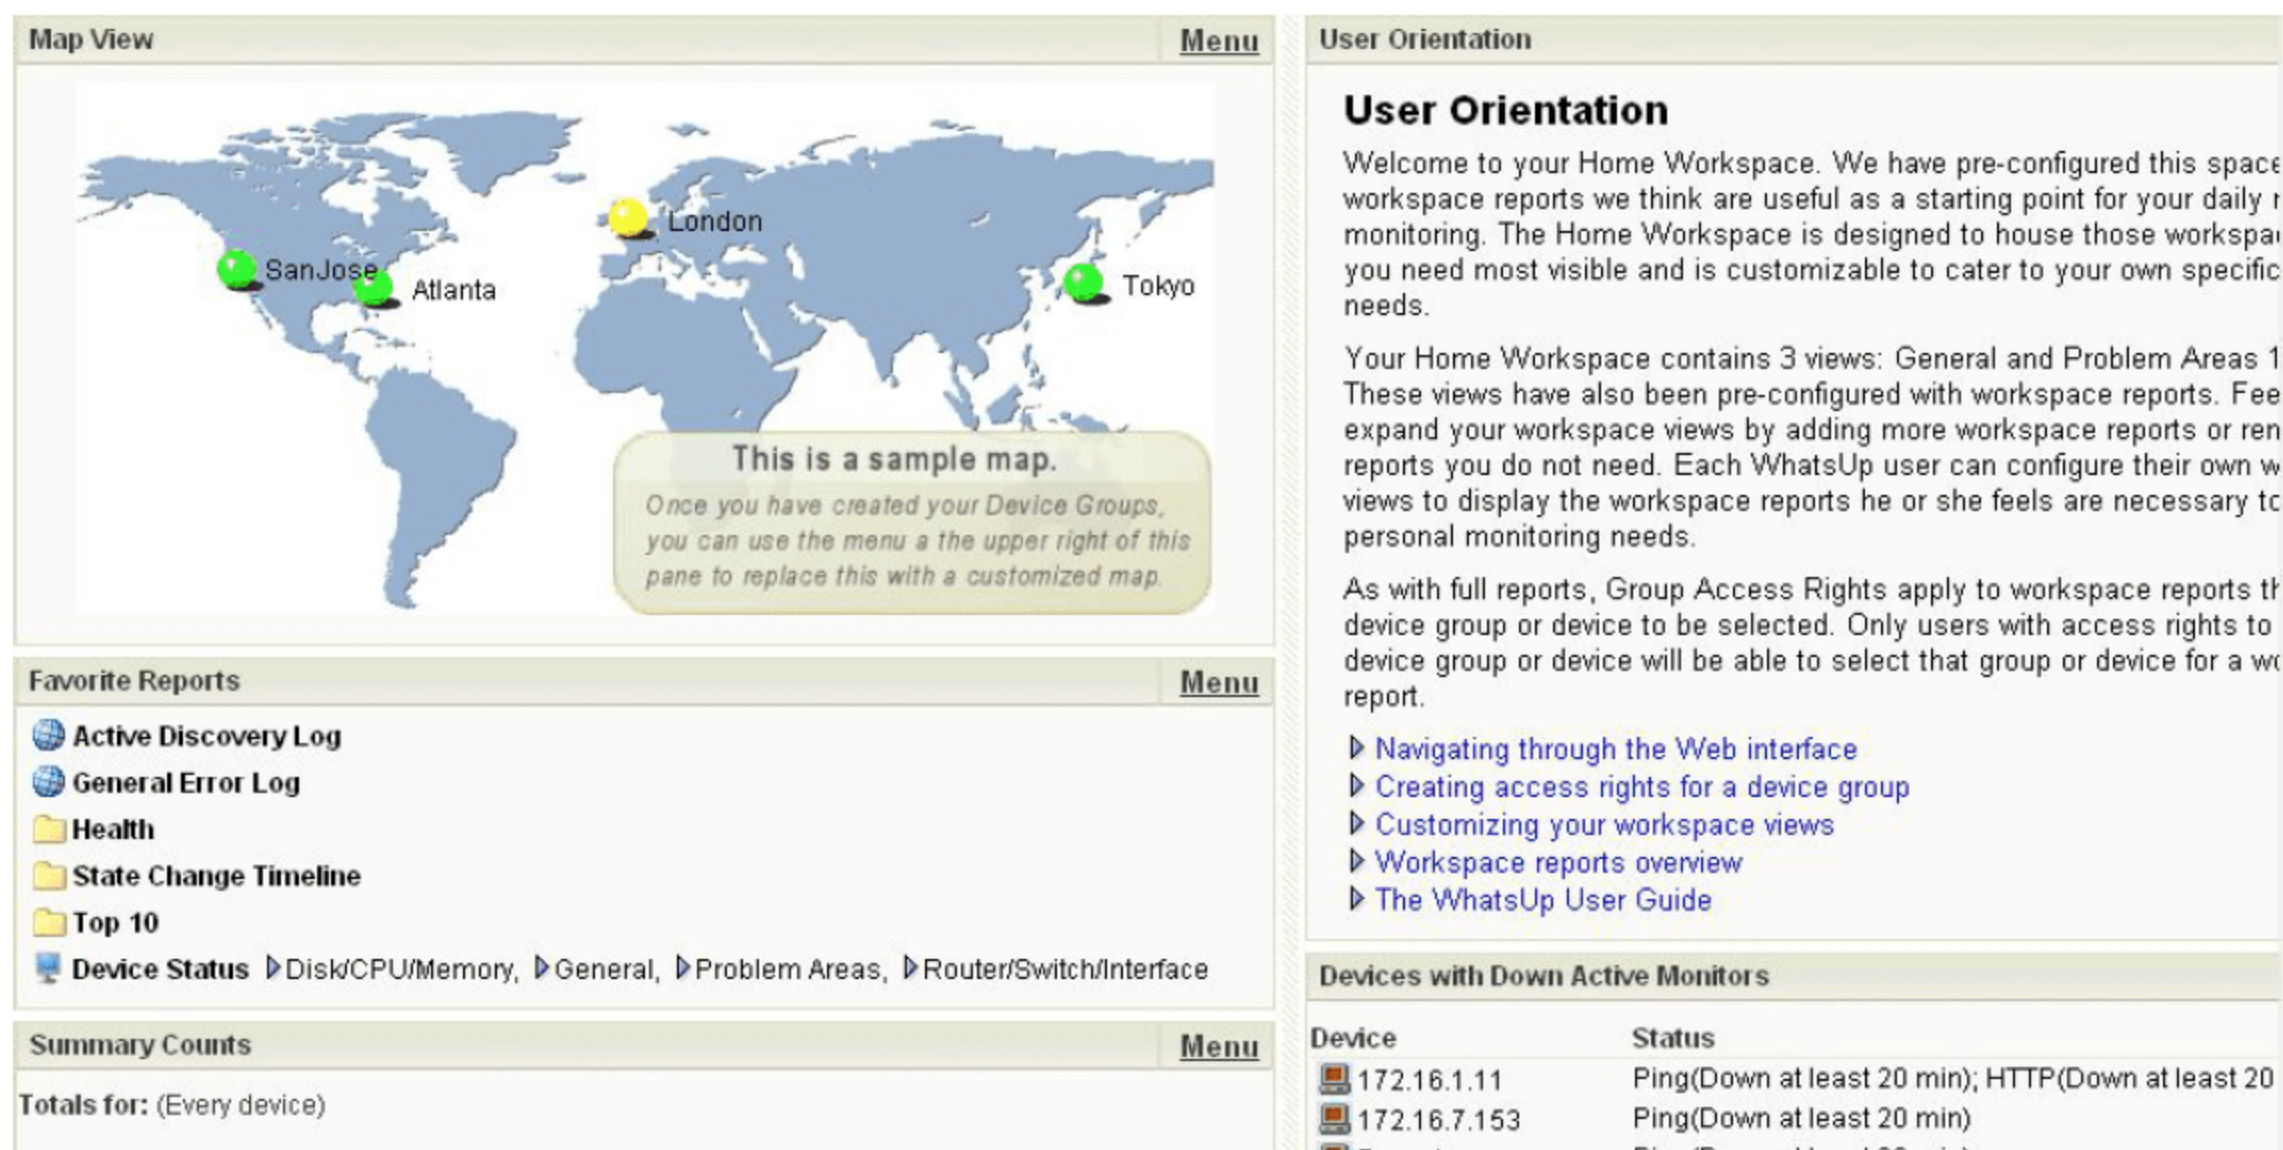 Map View
Menu
SanJose
Atlanta
London
Tokyo
This is a sample map.
Once you have created your Device Groups,
you can use the menu a the upper right of this
pane to replace this with a customized map.
Favorite Reports
Menu
Active Discovery Log
General Error Log
Health
State Change Timeline
Top 10
Device Status Disk/CPU/Memory, General, Problem Areas, Router/Switch/Interface
Summary Counts
Menu
Totals for: (Every device)
User Orientation
User Orientation
Welcome to your Home Workspace. We have pre-configured this space
workspace reports we think are useful as a starting point for your daily
monitoring. The Home Workspace is designed to house those
you need most visible and is customizable to cater to your own specific
needs.
Your Home Workspace contains 3 views: General and Problem Areas 1
These views have also been pre-configured with workspace reports.
expand your workspace views by adding more workspace reports or
reports you do not need. Each WhatsUp user can configure their own
views to display the workspace reports he or she feels are necessary
personal monitoring needs.
As with full reports, Group Access Rights apply to workspace reports
device group or device to be selected. Only users with access rights to
device group or device will be able to select that group or device for a
report.
Navigating through the Web interface
Creating access rights for a device group
Customizing your workspace views
Workspace reports overview
The WhatsUp User Guide
Devices with Down Active Monitors
Device Status
172.16.1.11 Ping(Down at least 20 min); HTTP(Down at least 20
172.16.7.153 Ping(Down at least 20 min)